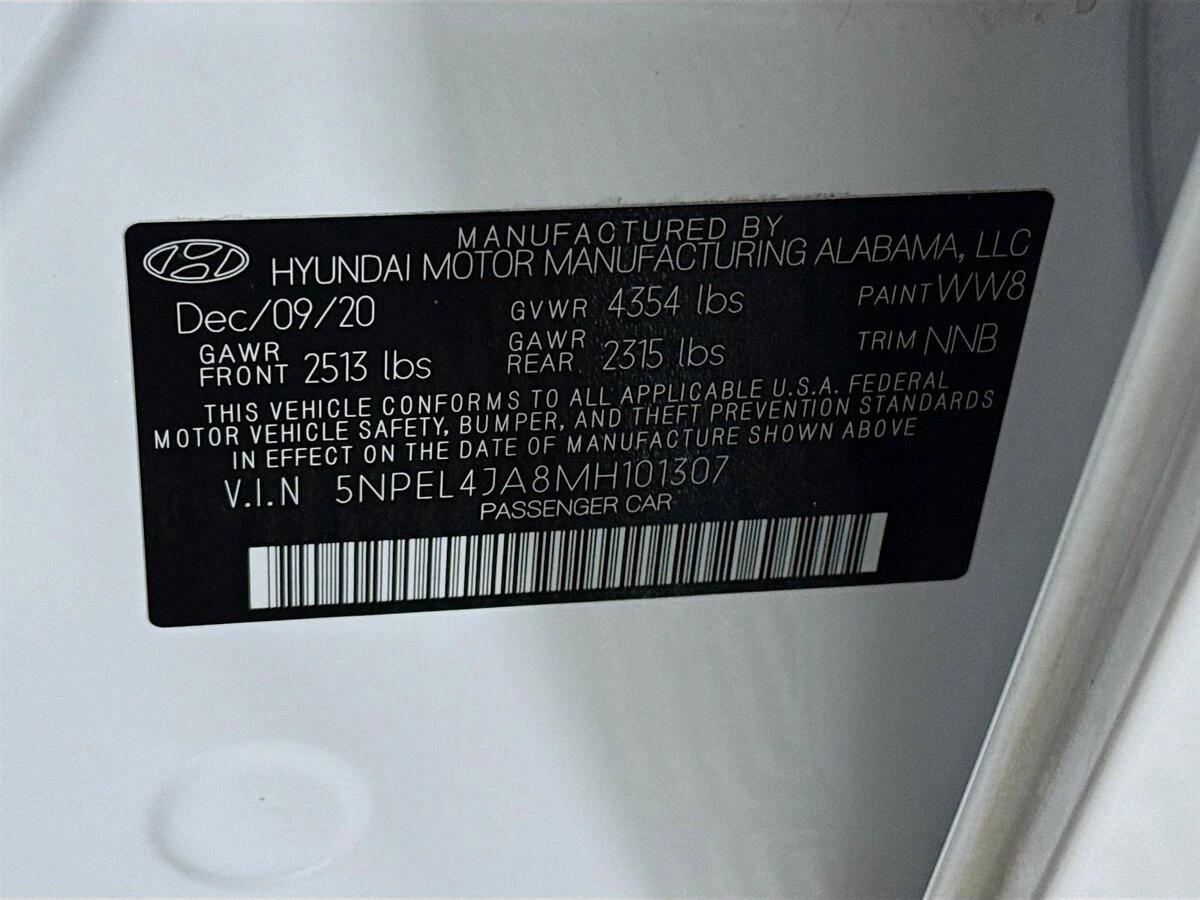 MANUFACTURED BY
HYUNDAI MOTOR MANUFACTURING ALABAMA, LLC
Dec/09/20 GVWR 4354 lbs PAINT WW8
GAWR FRONT 2513 lbs GAWR REAR 2315 lbs TRIM NNB
THIS VEHICLE CONFORMS TO ALL APPLICABLE U.S.A. FEDERAL
MOTOR VEHICLE SAFETY, BUMPER, AND THEFT PREVENTION STANDARDS
IN EFFECT ON THE DATE OF MANUFACTURE SHOWN ABOVE
V.I.N 5NPEL4JA8MH101307
PASSENGER CAR